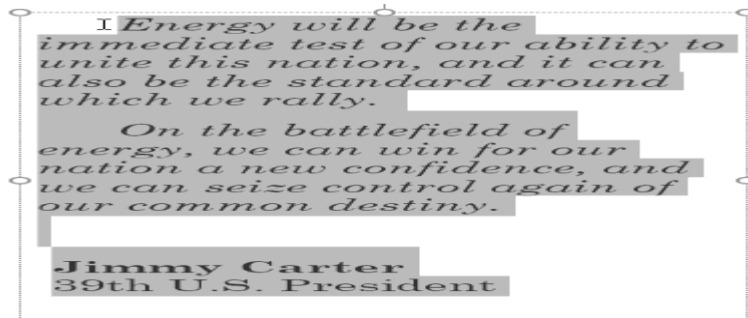 Energy will be the
immediate test of our ability to
unite this nation, and it can
also be the standard around
which we rally.
On the battlefield of
energy, we can win for our
nation a new confidence, and
we can seize control again of
our common destiny.
Jimmy Carter
39th U.S. President